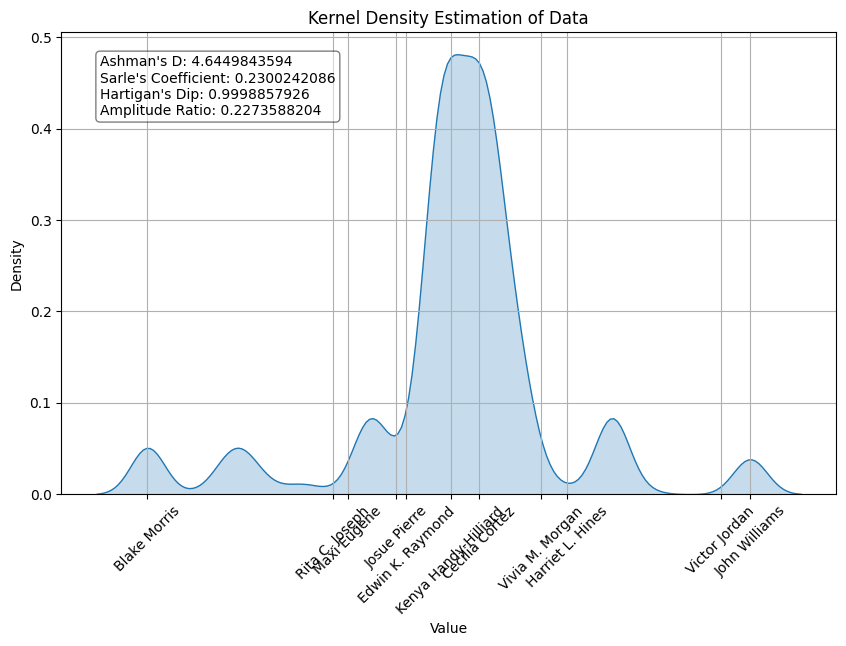 Kernel Density Estimation of Data
0.5
Ashman's D: 4.6449843594
Sarle's Coefficient: 0.2300242086
Hartigan's Dip: 0.9998857926
Amplitude Ratio: 0.2273588204
0.4
0.3
Density
0.2
0.1
0.0
Blake Morris
Rita C. Joseph
Maxi Eugene
Josue Pierre
Edwin K. Raymond
Kenya Handy-Hilliard
Cecilia Cortez
Vivia M. Morgan
Harriet L. Hines
Victor Jordan
John Williams
Value